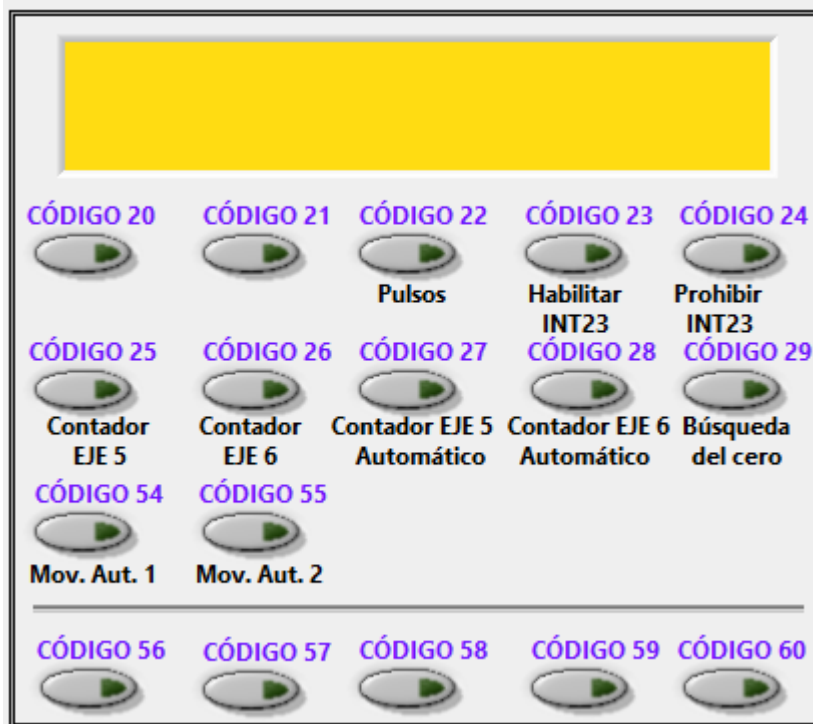 CÓDIGO 20 CÓDIGO 21 CÓDIGO 22 CÓDIGO 23 CÓDIGO 24
Pulsos Habilitar Prohibir
INT23 INT23
CÓDIGO 25 CÓDIGO 26 CÓDIGO 27 CÓDIGO 28 CÓDIGO 29
Contador Contador Contador EJE 5 Contador EJE 6 Búsqueda
EJE 5 EJE 6 Automático Automático del cero
CÓDIGO 54 CÓDIGO 55
Mov. Aut. 1 Mov. Aut. 2
CÓDIGO 56 CÓDIGO 57 CÓDIGO 58 CÓDIGO 59 CÓDIGO 60